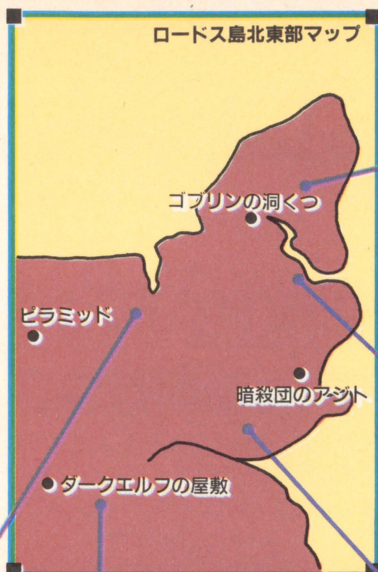 ロードス島北東部マップ
ゴブリンの洞くつ
ピラミッド
暗殺団のアジト
ダークエルフの屋敷